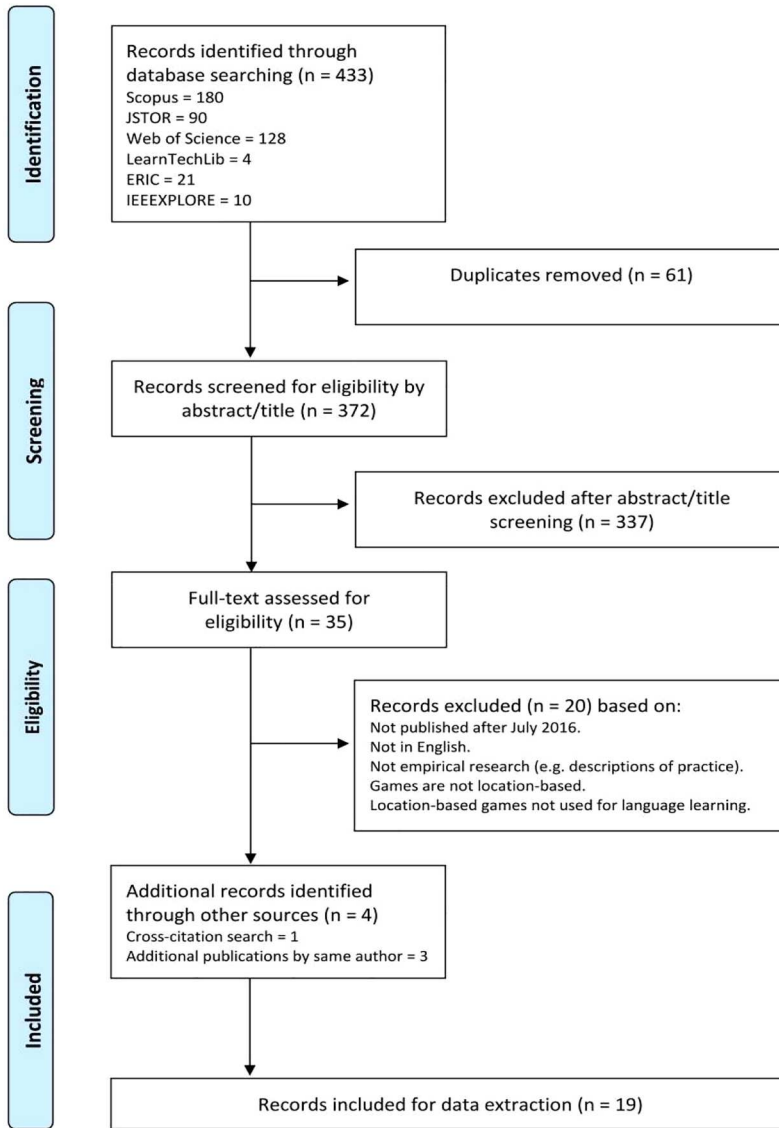 Identification
Records identified through
database searching (n = 433)
Scopus = 180
JSTOR = 90
Web of Science = 128
LearnTechLib = 4
ERIC = 21
IEEEXPLORE = 10
Duplicates removed (n = 61)
Screening
Records screened for eligibility by
abstract/title (n = 372)
Records excluded after abstract/title
screening (n = 337)
Eligibility
Full-text assessed for
eligibility (n = 35)
Records excluded (n = 20) based on:
Not published after July 2016.
Not in English.
Not empirical research (e.g. descriptions of practice).
Games are not location-based.
Location-based games not used for language learning.
Included
Additional records identified
through other sources (n = 4)
Cross-citation search = 1
Additional publications by same author = 3
Records included for data extraction (n = 19)